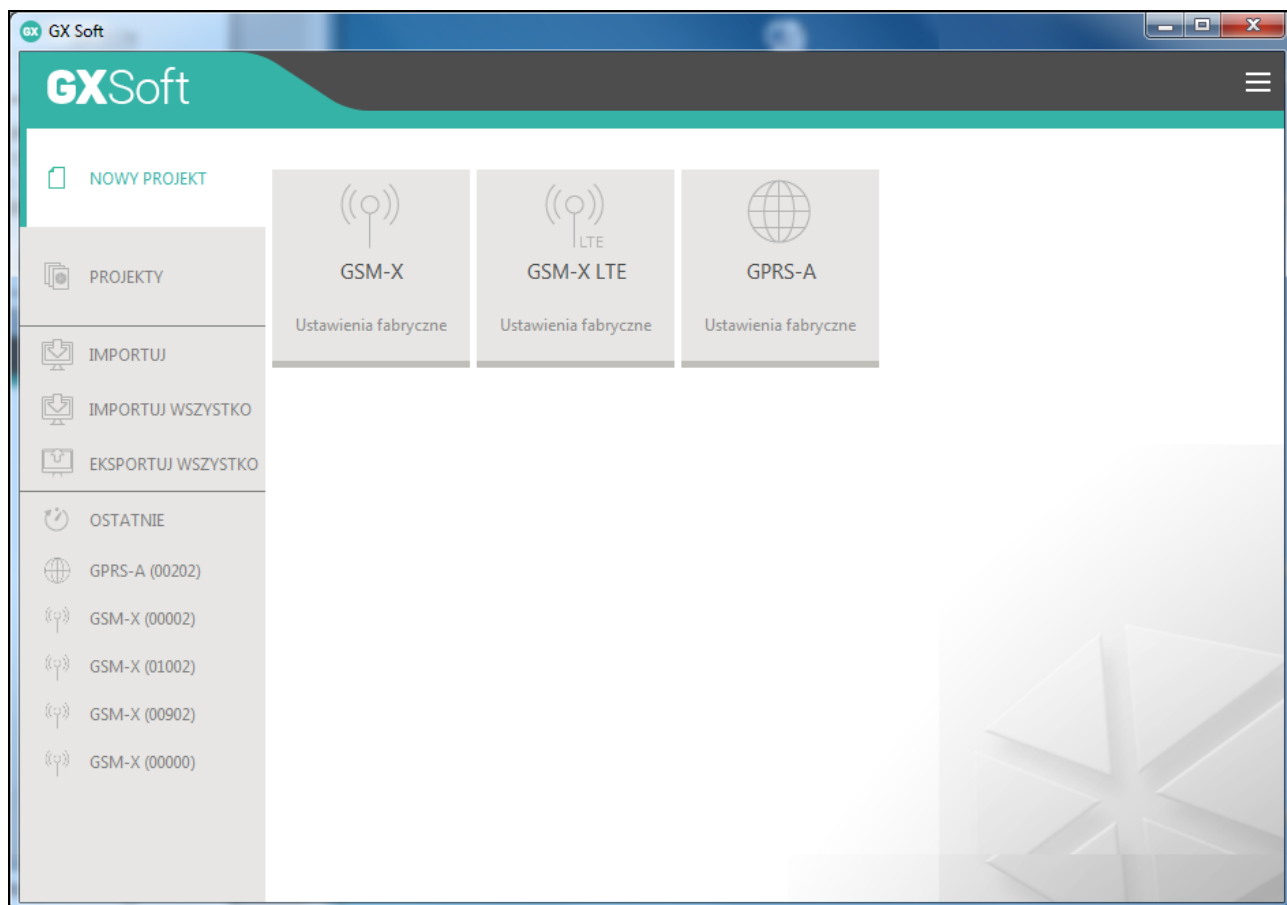 GX GX Soft
GXSoft
NOWY PROJEKT
PROJEKTY
IMPORTUJ
IMPORTUJ WSZYSTKO
EKSPORTUJ WSZYSTKO
OSTATNIE
GPRS-A (00202)
GSM-X (00002)
GSM-X (01002)
GSM-X (00902)
GSM-X (00000)
GSM-X
Ustawienia fabryczne
LTE
GSM-X LTE
Ustawienia fabryczne
GPRS-A
Ustawienia fabryczne